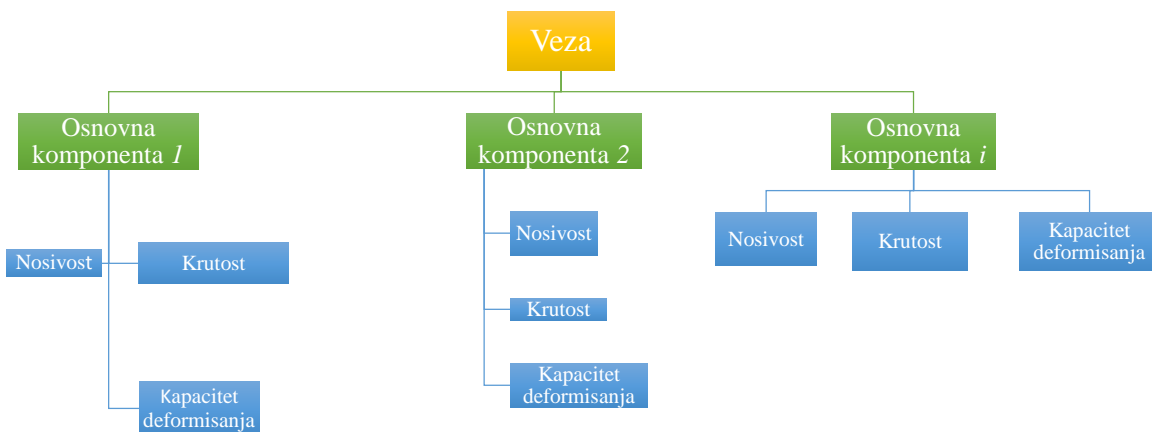 Veza
Osnovna
komponenta 1
Osnovna
komponenta 2
Osnovna
komponenta i
Nosivost
Krutost
Kapacitet
deformisanja
Nosivost
Krutost
Kapacitet
deformisanja
Nosivost
Krutost
Kapacitet
deformisanja